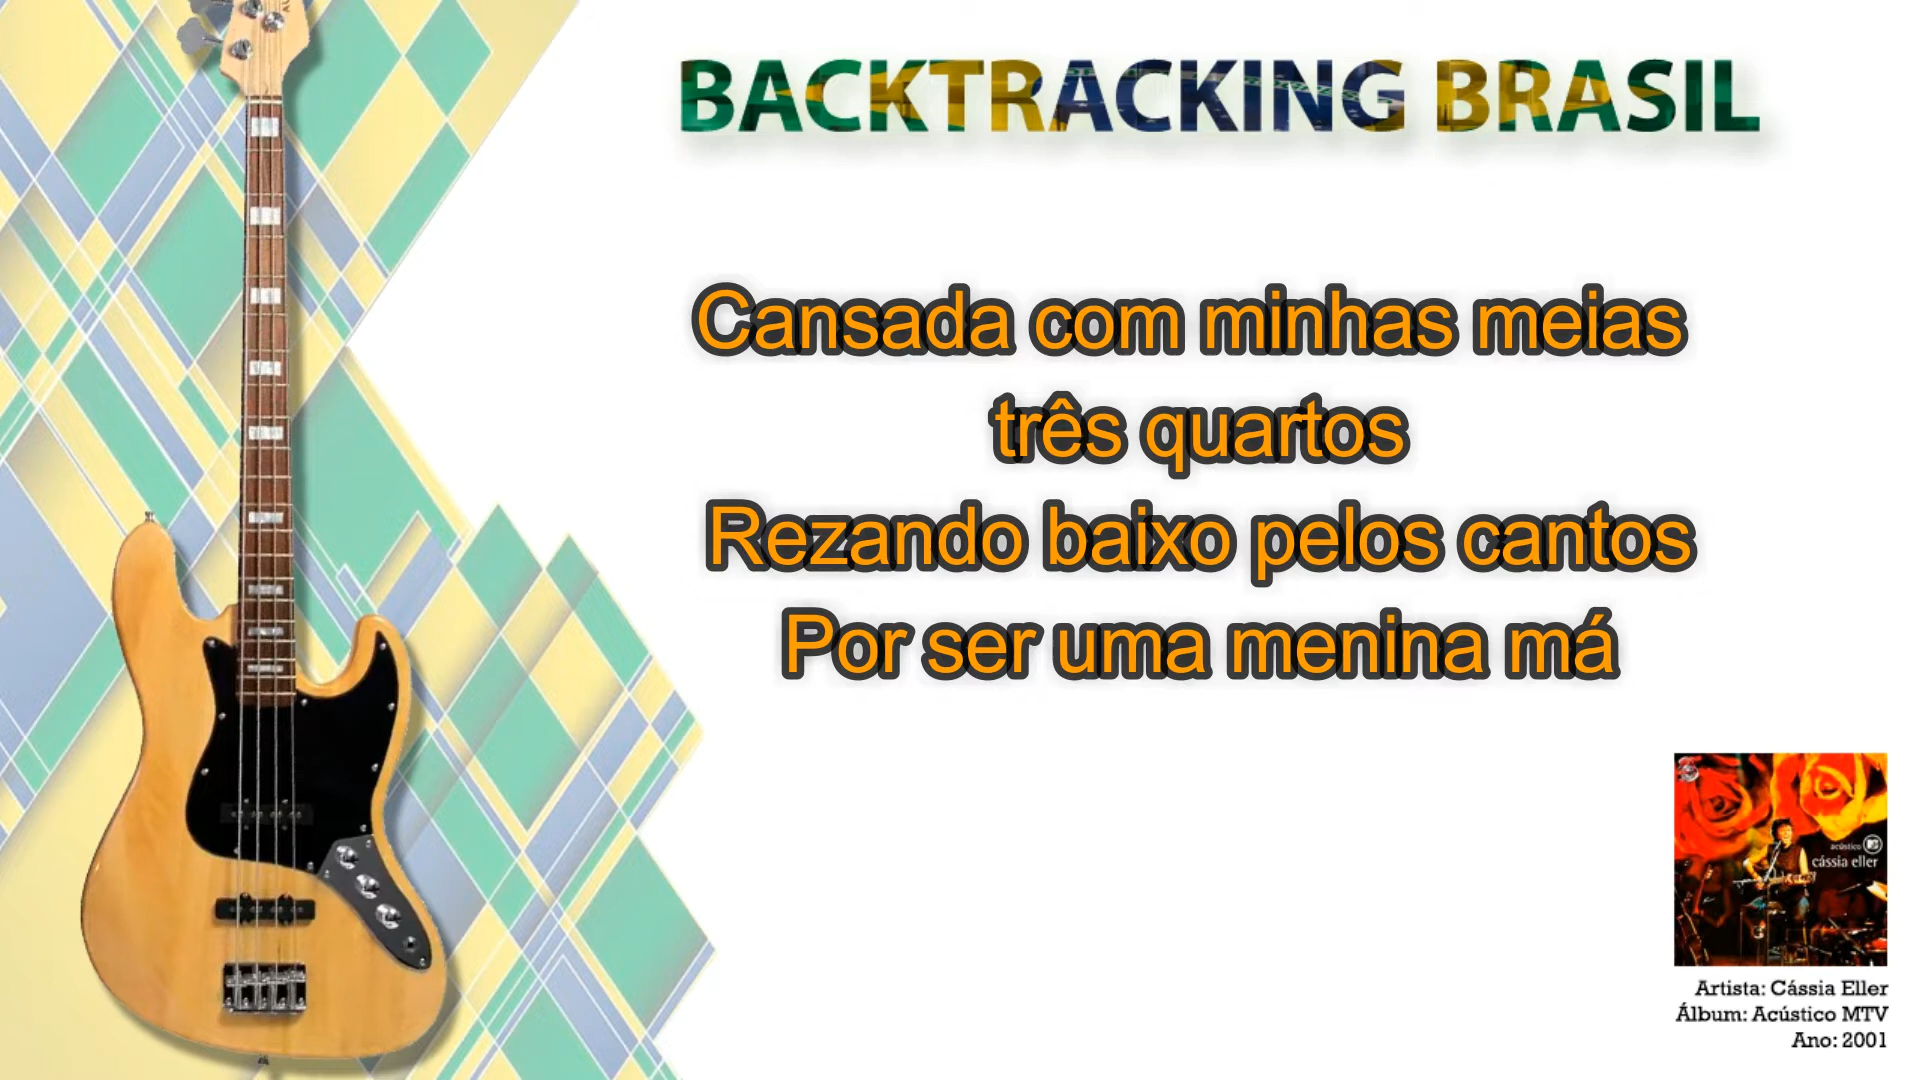 BACKTRACKING BRASIL
Cansada com minhas meias
três quartos
Rezando baixo pelos cantos
Por ser uma menina má
acústico
cássia eller
Artista: Cássia Eller
Álbum: Acústico MTV
Ano: 2001